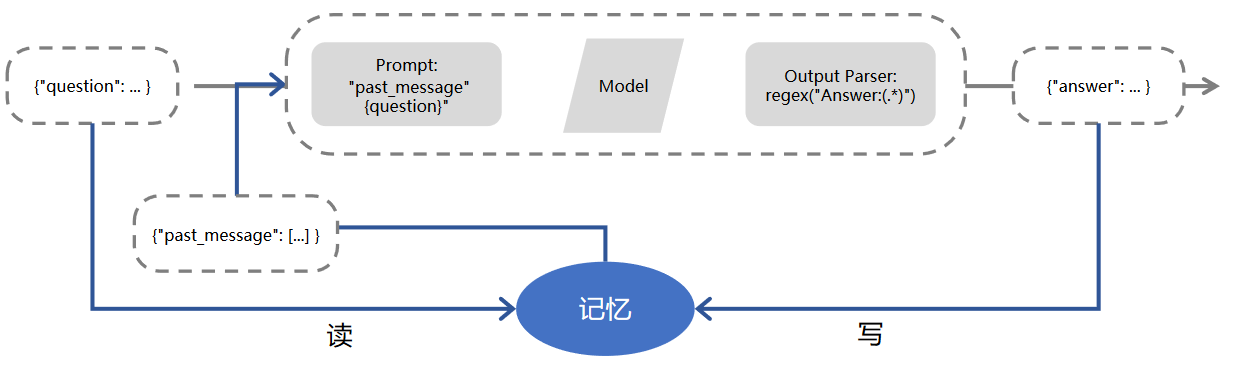 {"question": ... }
Prompt:
"past_message"
{question}"
Model
Output Parser:
regex("Answer:(.*)")
{"answer": ... }
{"past_message": [...] }
记忆
读
写